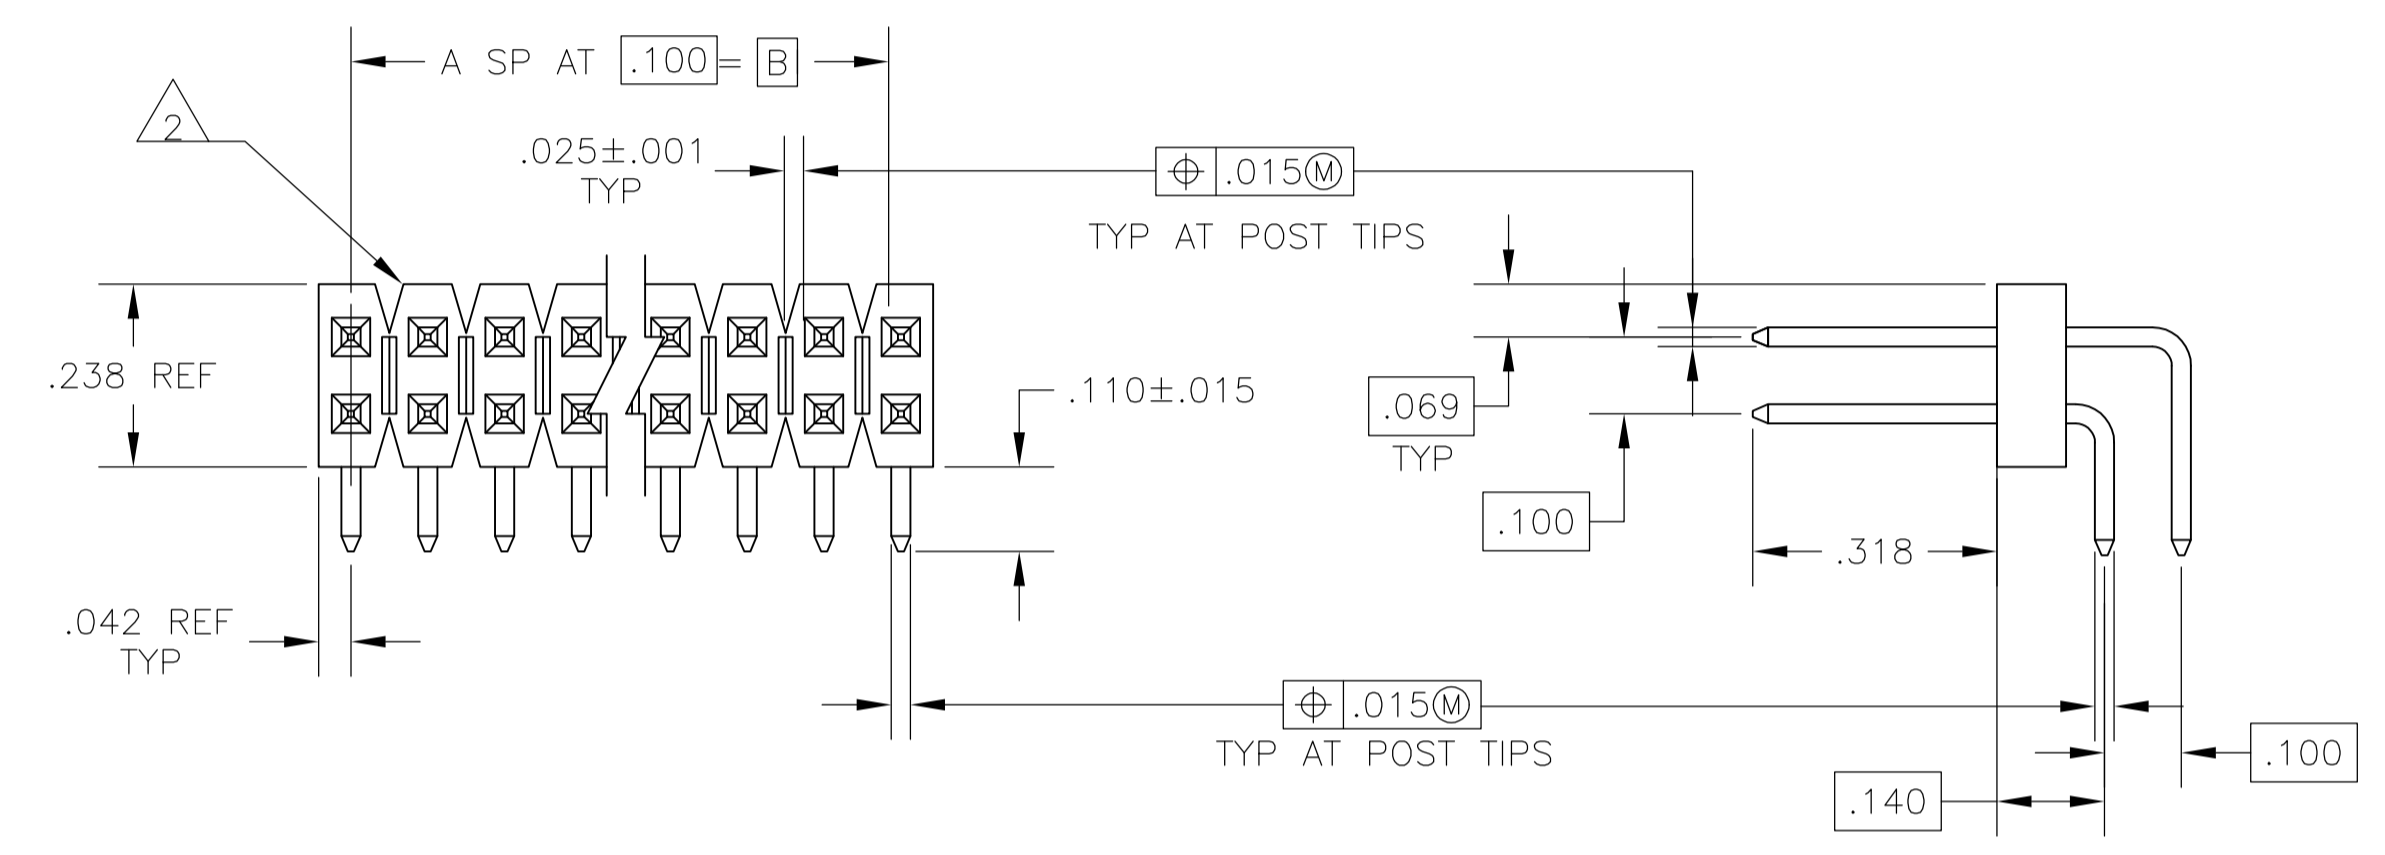 A SP AT .100 = B
2
.025±.001
TYP
⌖ .015Ⓜ
TYP AT POST TIPS
.238 REF
.110±.015
.069
TYP
.100
.318
.042 REF
TYP
⌖ .015Ⓜ
TYP AT POST TIPS
.100
.140